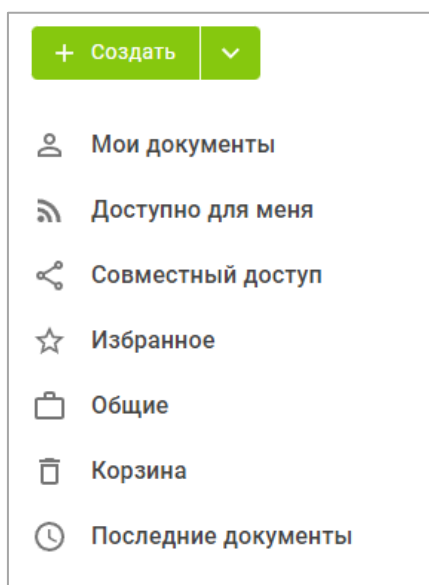 Создать
Мои документы
Доступно для меня
Совместный доступ
Избранное
Общие
Корзина
Последние документы